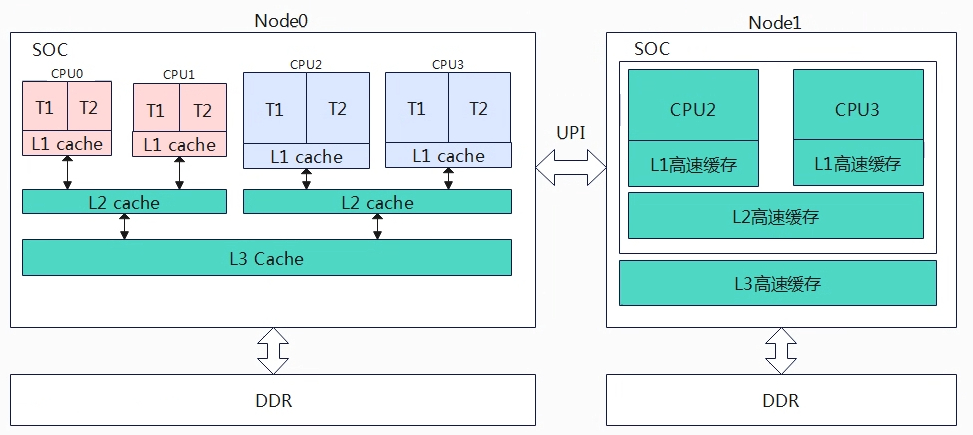 Node0
SOC
CPU0
CPU1
CPU2
CPU3
T1 T2
T1 T2
T1 T2
T1 T2
L1 cache
L1 cache
L1 cache
L1 cache
L2 cache
L2 cache
L3 Cache
DDR
UPI
Node1
SOC
CPU2
CPU3
L1高速缓存
L1高速缓存
L2高速缓存
L3高速缓存
DDR